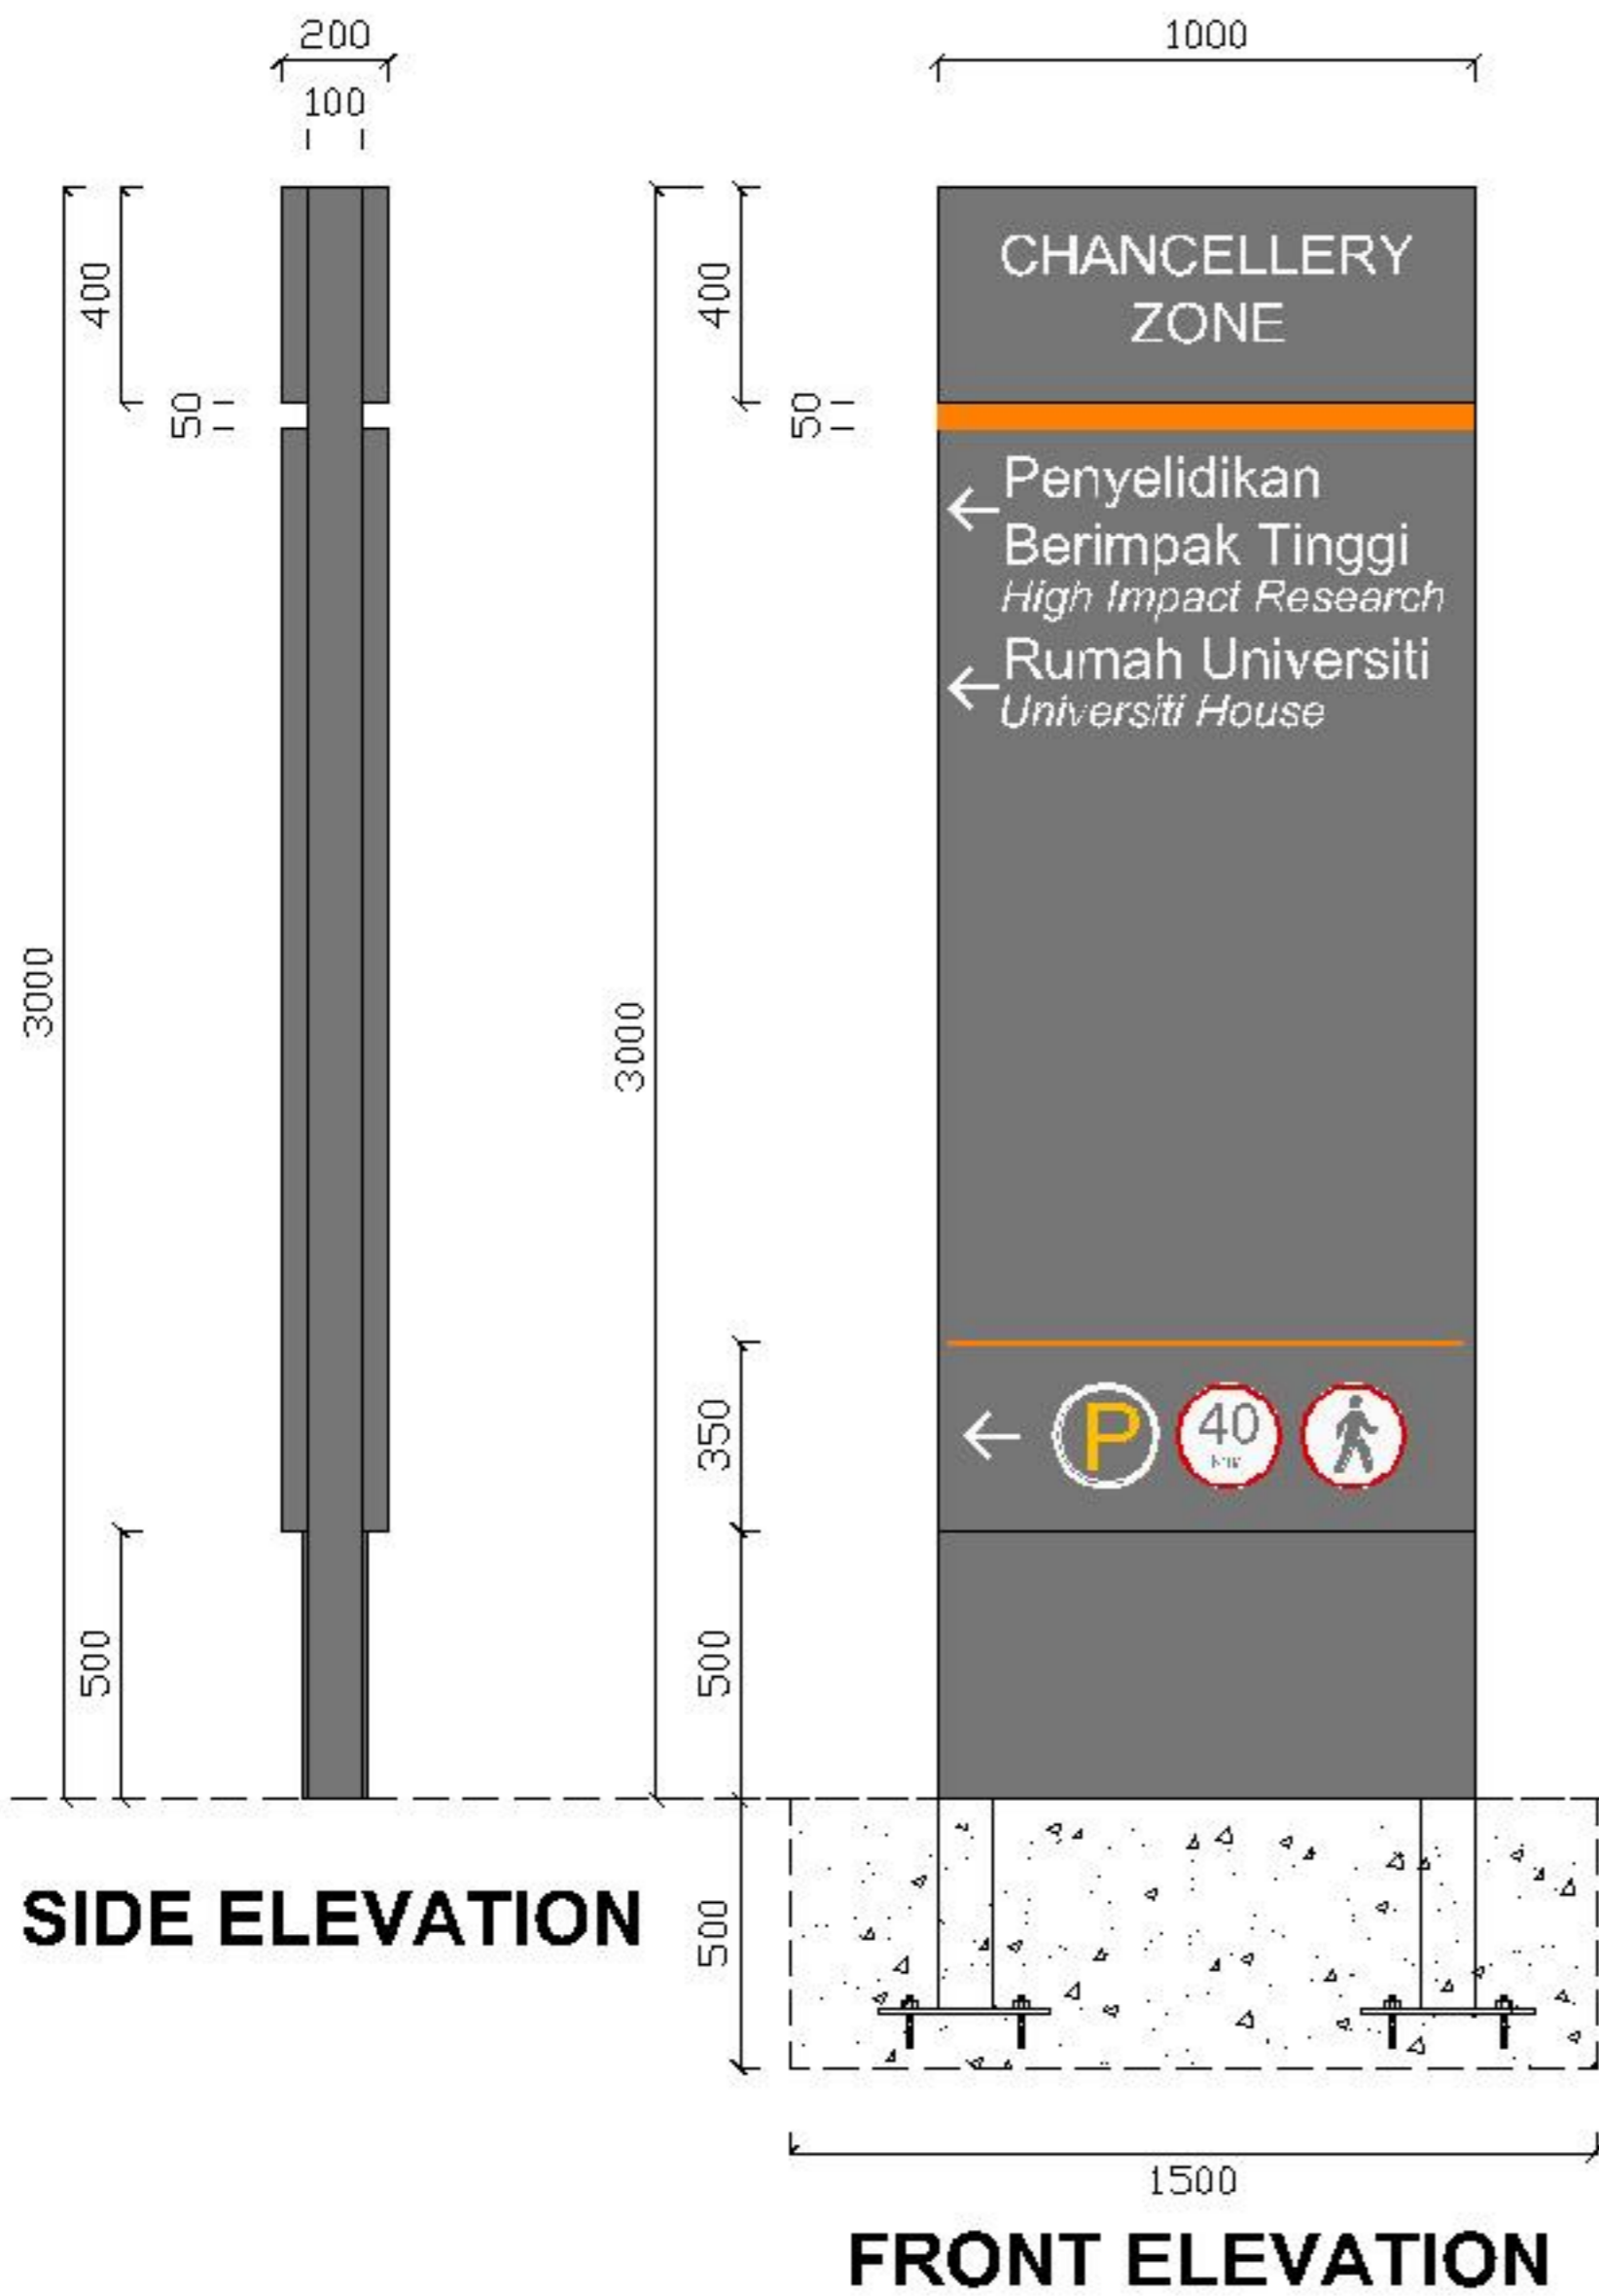 200
100
1000
400
50
3000
500
SIDE ELEVATION
400
50
3000
350
500
500
CHANCELLERY
ZONE
Penyelidikan
Berimpak Tinggi
High Impact Research
Rumah Universiti
Universiti House
P
40
1500
FRONT ELEVATION